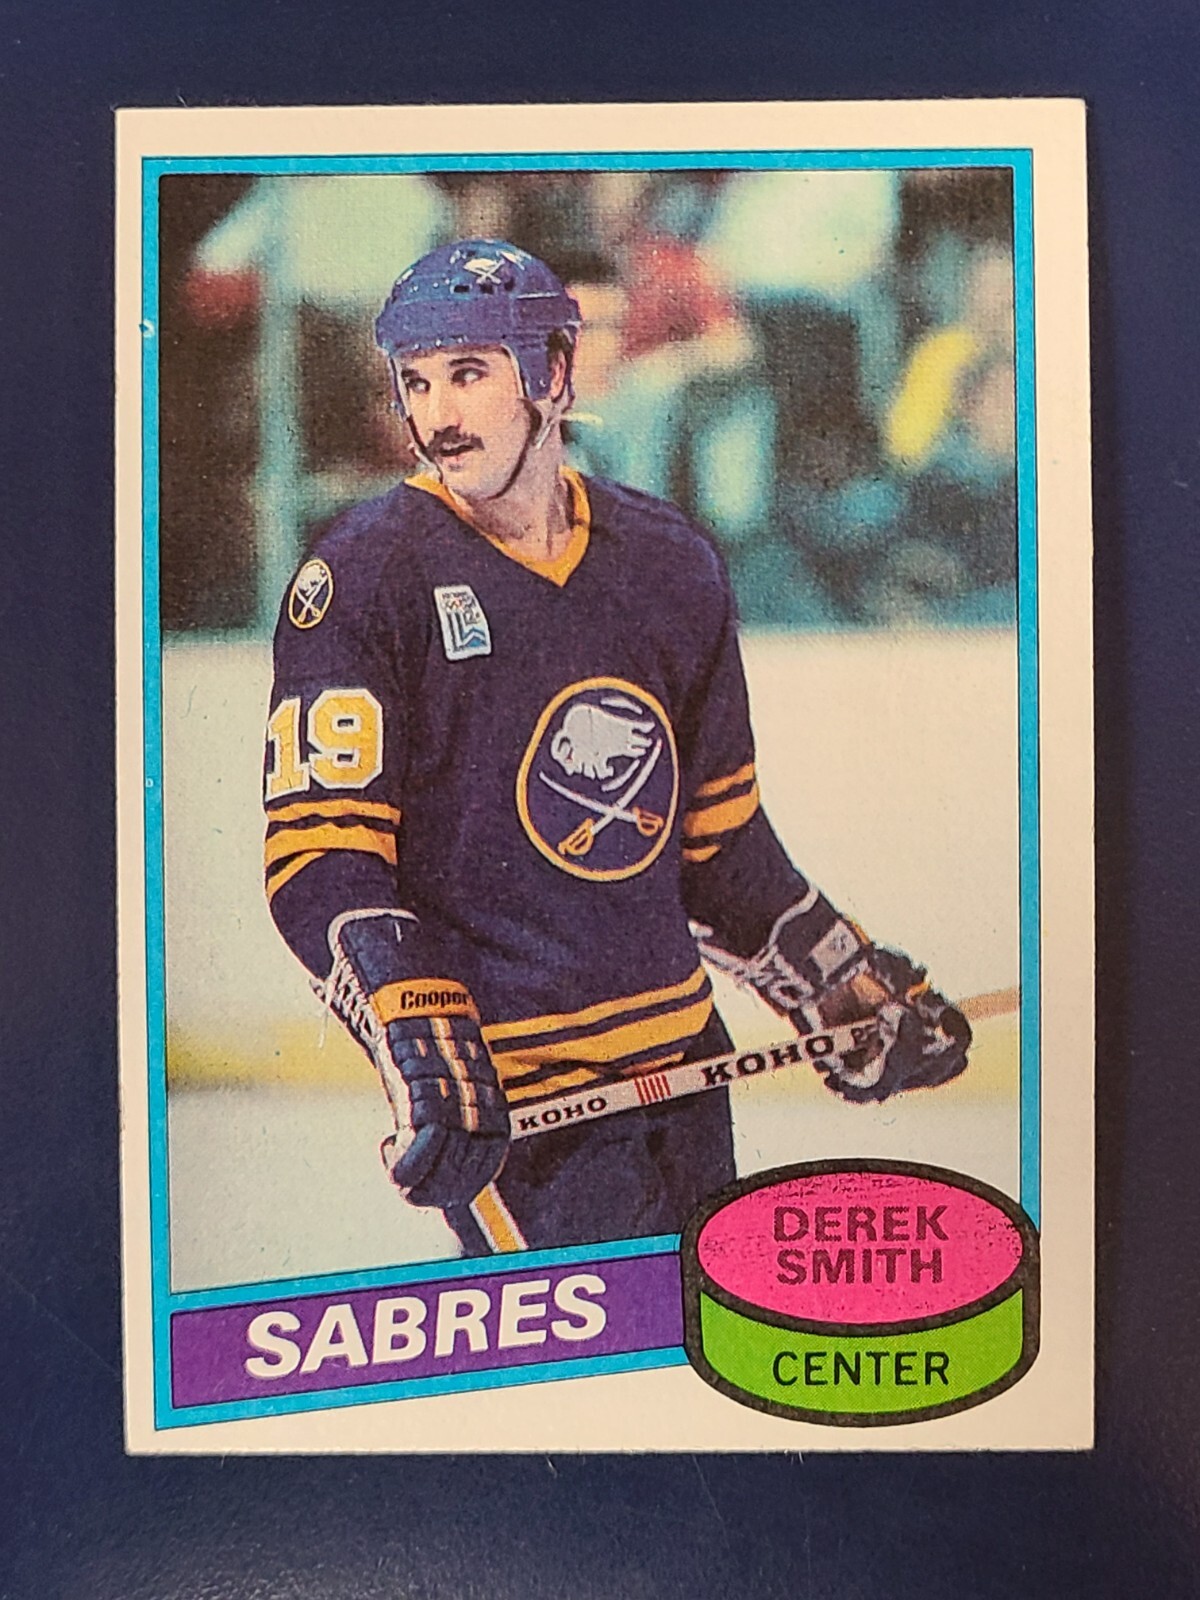 19
Cooper
KOHO
KOHO
SABRES
DEREK
SMITH
CENTER